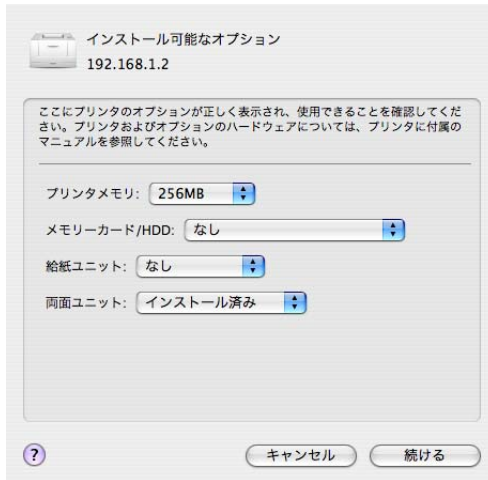 インストール可能なオプション
192.168.1.2
ここにプリンタのオプションが正しく表示され、使用できることを確認してくだ
さい。プリンタおよびオプションのハードウェアについては、プリンタに付属の
マニュアルを参照してください。
プリンタメモリ: 256MB
メモリーカード/HDD: なし
給紙ユニット: なし
両面ユニット: インストール済み
? キャンセル 続ける